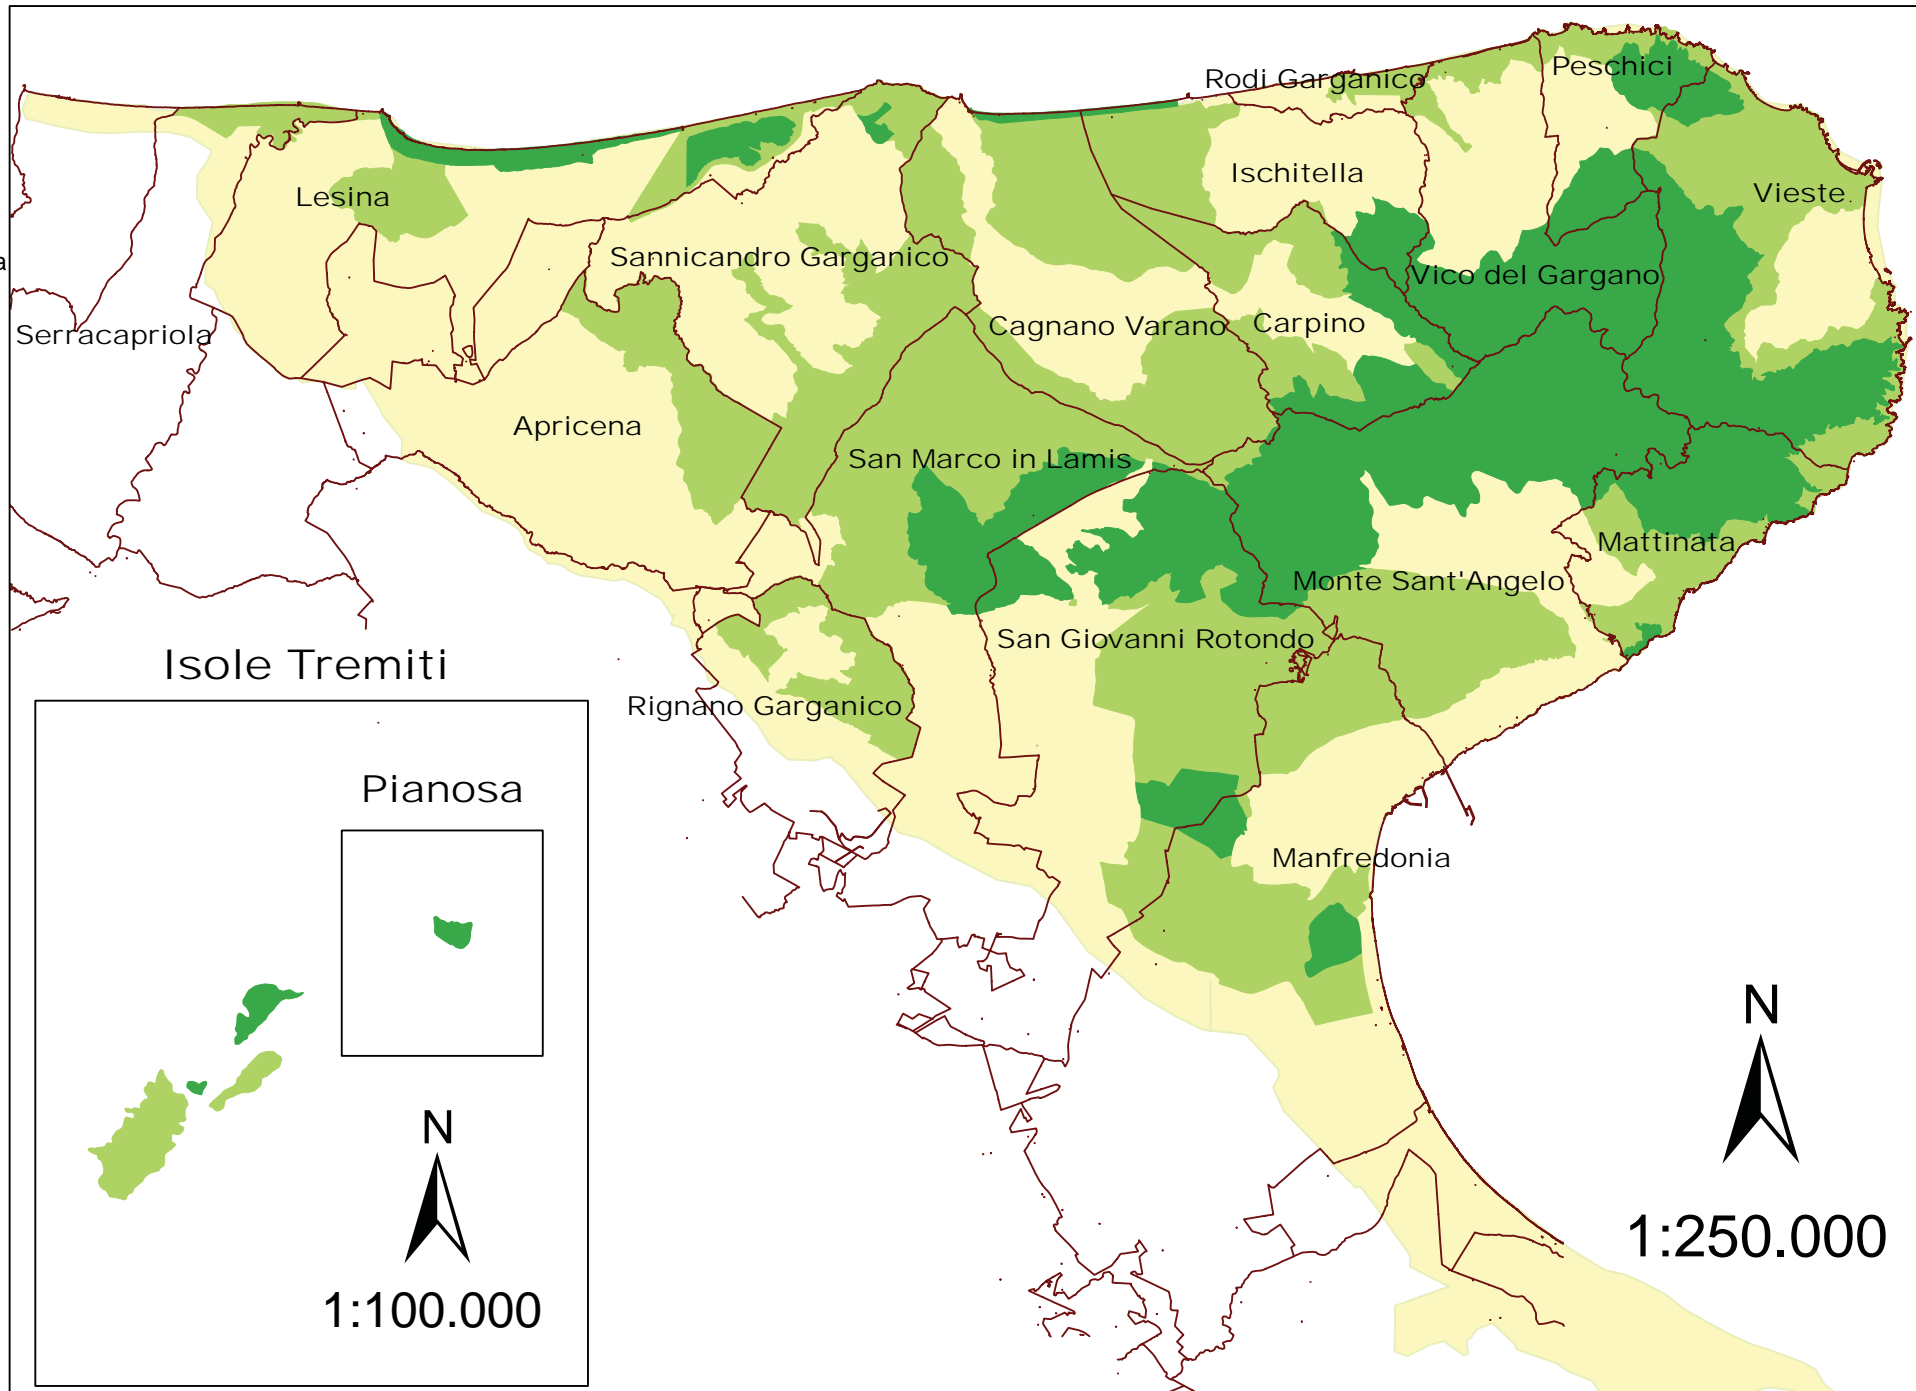 Rodi Garganico
Peschici
Ischitella
Vieste.
Lesina
Sannicandro Garganico
a
Vico del Gargano
Serracapriola
Cagnano Varano
Carpino
Apricena
San Marco in Lamis
Mattinata
Monte Sant'Angelo
San Giovanni Rotondo
Isole Tremiti
Rignano Garganico
Pianosa
Manfredonia
N
1:250.000
N
1:100.000